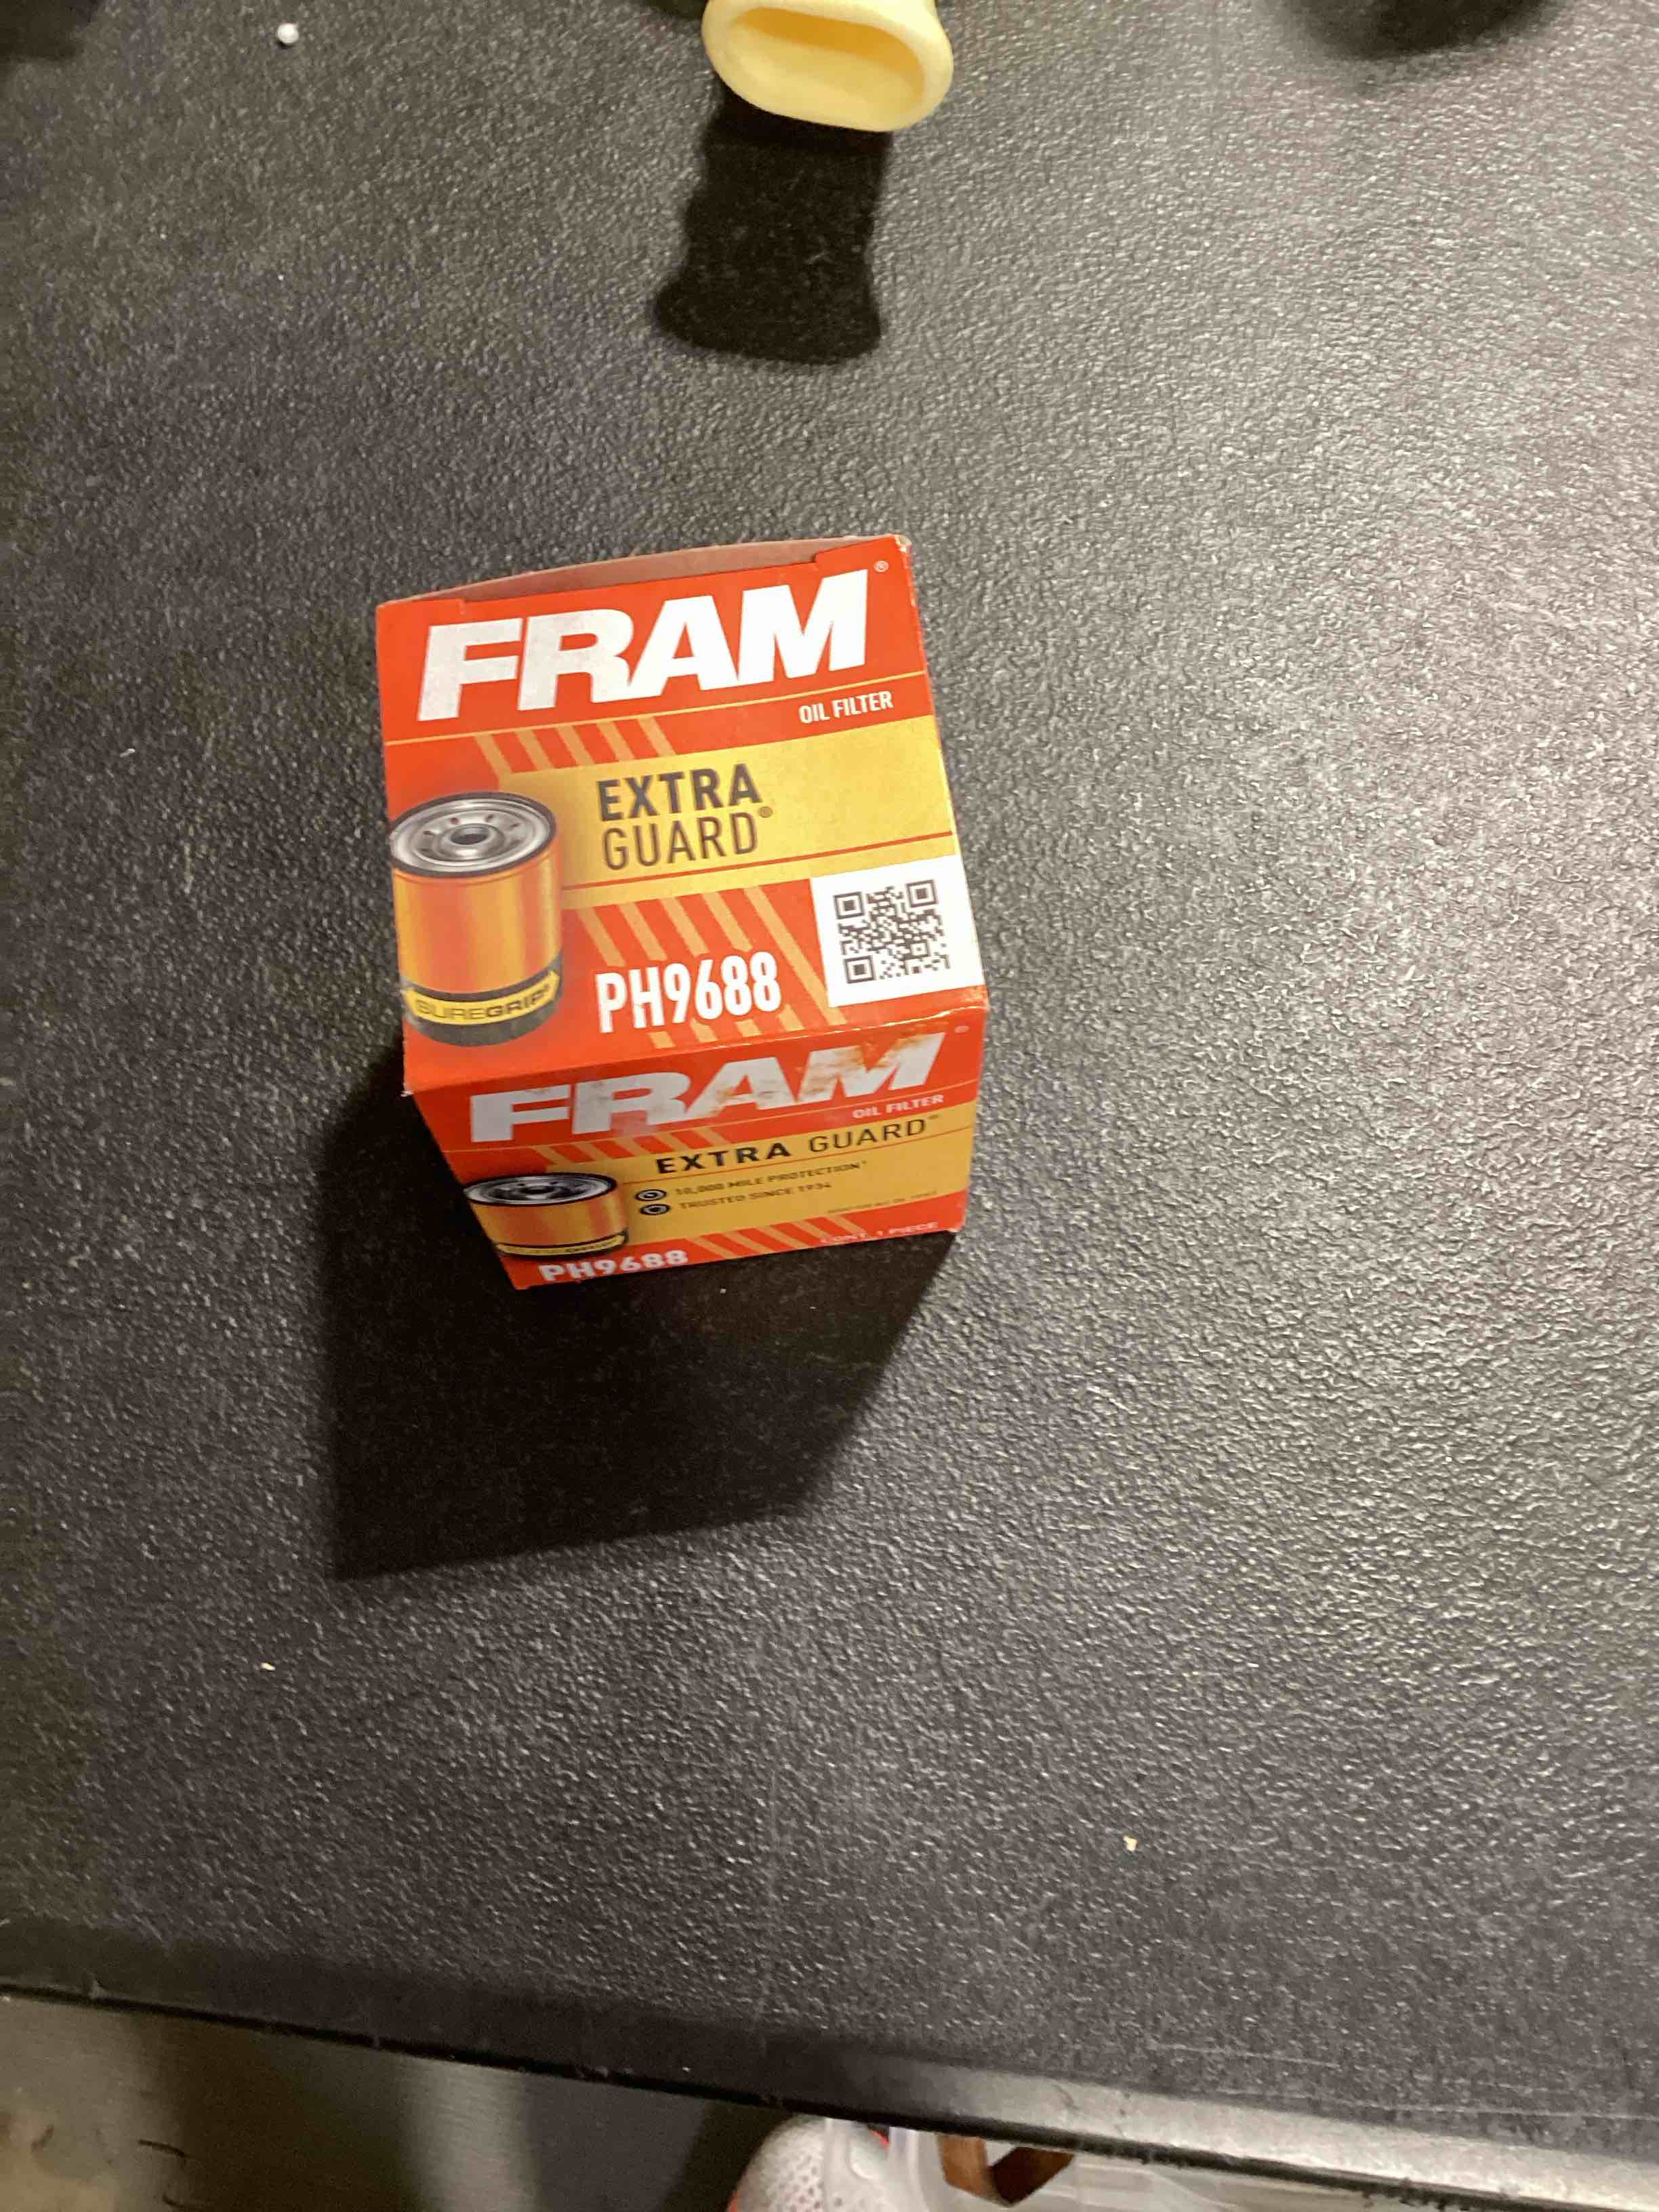 FRAM®
OIL FILTER
EXTRA
GUARD®
SUREGRIP
PH9688
FRAM®
OIL FILTER
EXTRA GUARD®
10,000 MILE PROTECTION†
TRUSTED SINCE 1934
CONT. 1 PIECE
PH9688